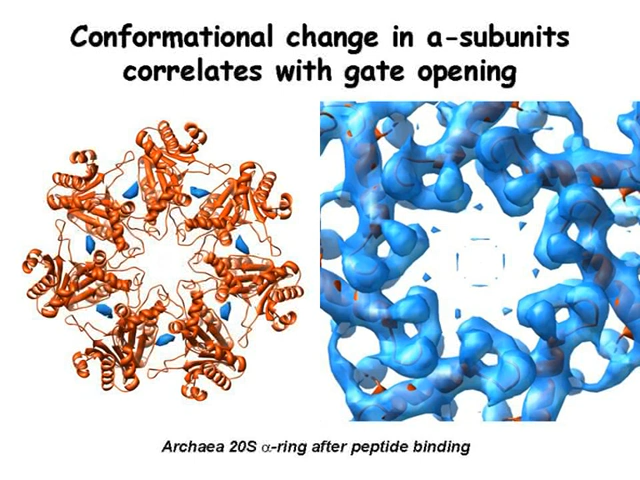 Conformational change in a-subunits
correlates with gate opening
Archaea 20S α-ring after peptide binding